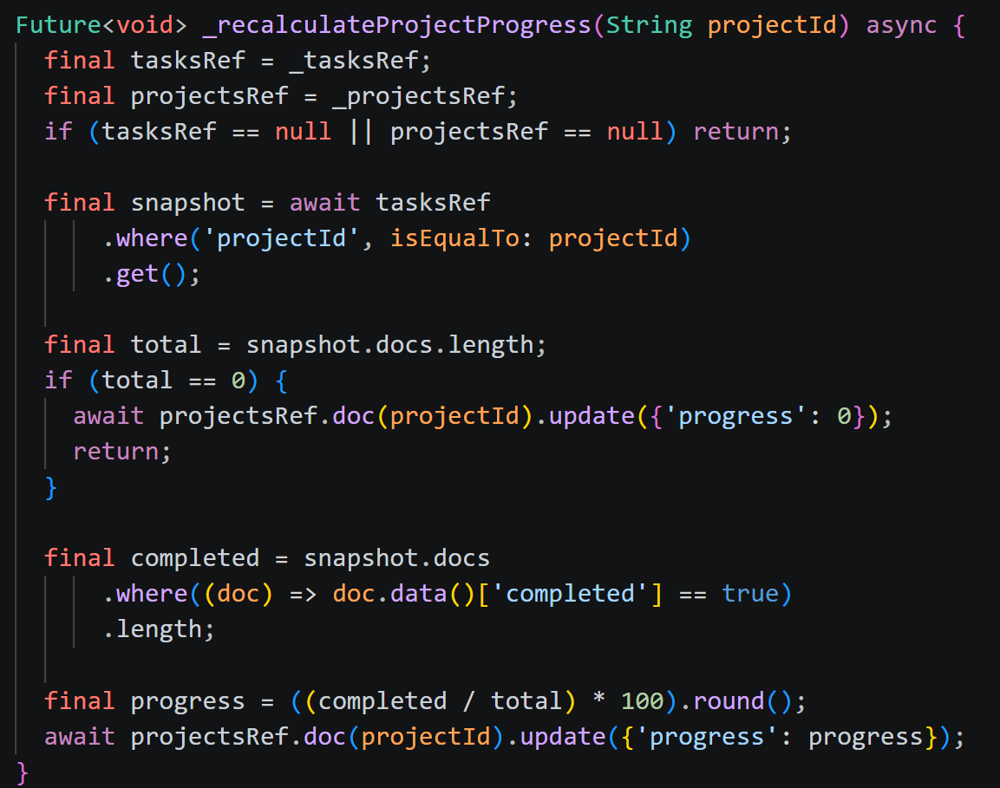 Future<void> _recalculateProjectProgress(String projectId) async {
  final tasksRef = _tasksRef;
  final projectsRef = _projectsRef;
  if (tasksRef == null || projectsRef == null) return;

  final snapshot = await tasksRef
      .where('projectId', isEqualTo: projectId)
      .get();

  final total = snapshot.docs.length;
  if (total == 0) {
    await projectsRef.doc(projectId).update({'progress': 0});
    return;
  }

  final completed = snapshot.docs
      .where((doc) => doc.data()['completed'] == true)
      .length;

  final progress = ((completed / total) * 100).round();
  await projectsRef.doc(projectId).update({'progress': progress});
}